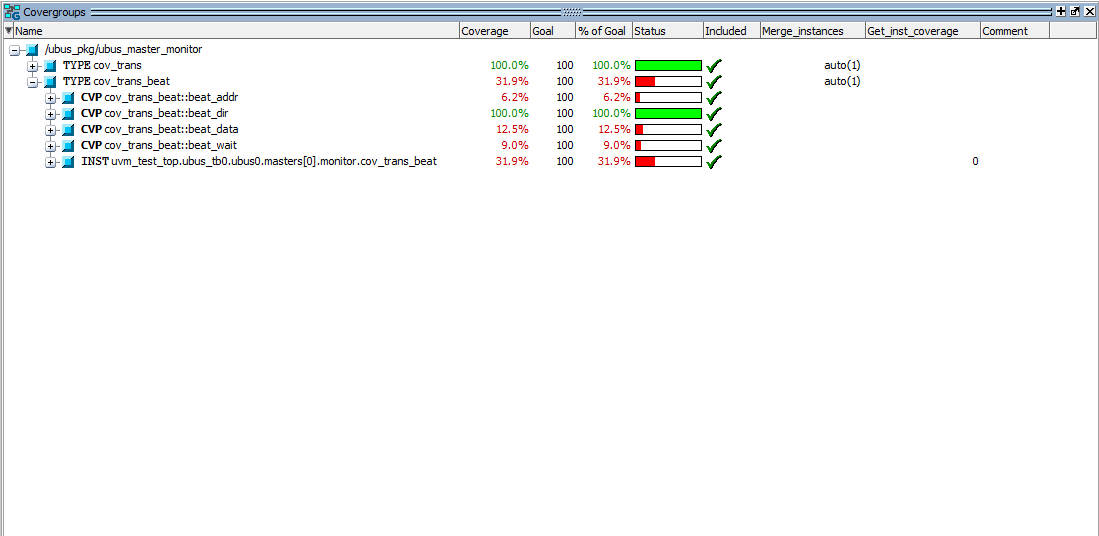 Covergroups
Name Coverage Goal % of Goal Status Included Merge_instances Get_inst_coverage Comment
/ubus_pkg/ubus_master_monitor
TYPE cov_trans 100.0% 100 100.0% auto(1)
TYPE cov_trans_beat 31.9% 100 31.9% auto(1)
CVP cov_trans_beat::beat_addr 6.2% 100 6.2%
CVP cov_trans_beat::beat_dir 100.0% 100 100.0%
CVP cov_trans_beat::beat_data 12.5% 100 12.5%
CVP cov_trans_beat::beat_wait 9.0% 100 9.0%
INST uvm_test_top.ubus_tb0.ubus0.masters[0].monitor.cov_trans_beat 31.9% 100 31.9% 0